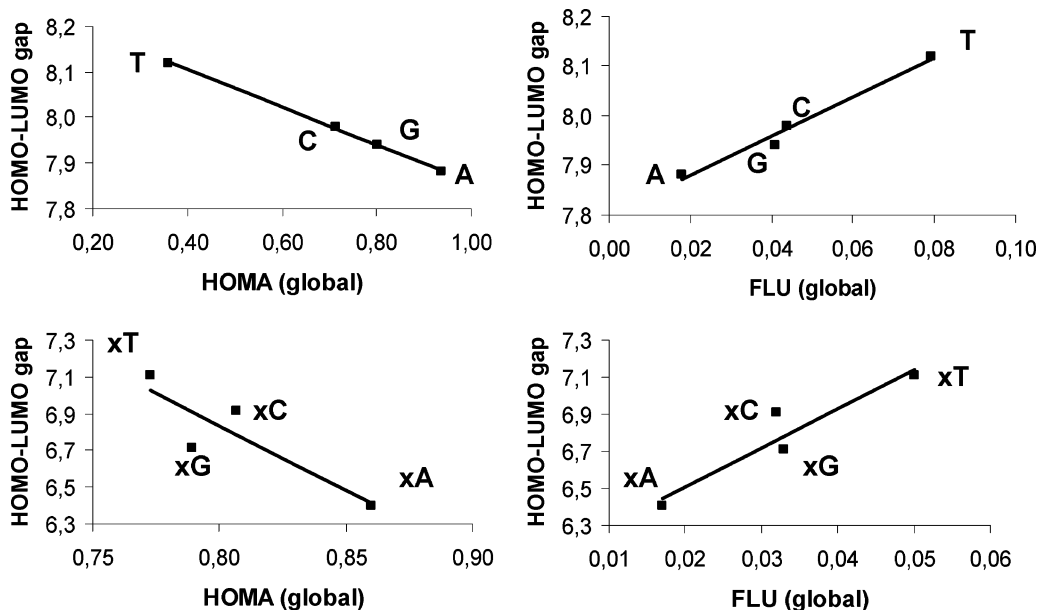 HOMO-LUMO gap
8,2
8,1
8,0
7,9
7,8
T
C
G
A
0,20
0,40
0,60
0,80
1,00
HOMA (global)
HOMO-LUMO gap
8,2
8,1
8,0
7,9
7,8
T
C
G
A
0,00
0,02
0,04
0,06
0,08
0,10
FLU (global)
HOMO-LUMO gap
7,3
7,1
6,9
6,7
6,5
6,3
xT
xC
xG
xA
0,75
0,80
0,85
0,90
HOMA (global)
HOMO-LUMO gap
7,3
7,1
6,9
6,7
6,5
6,3
xT
xC
xG
xA
0,01
0,02
0,03
0,04
0,05
0,06
FLU (global)